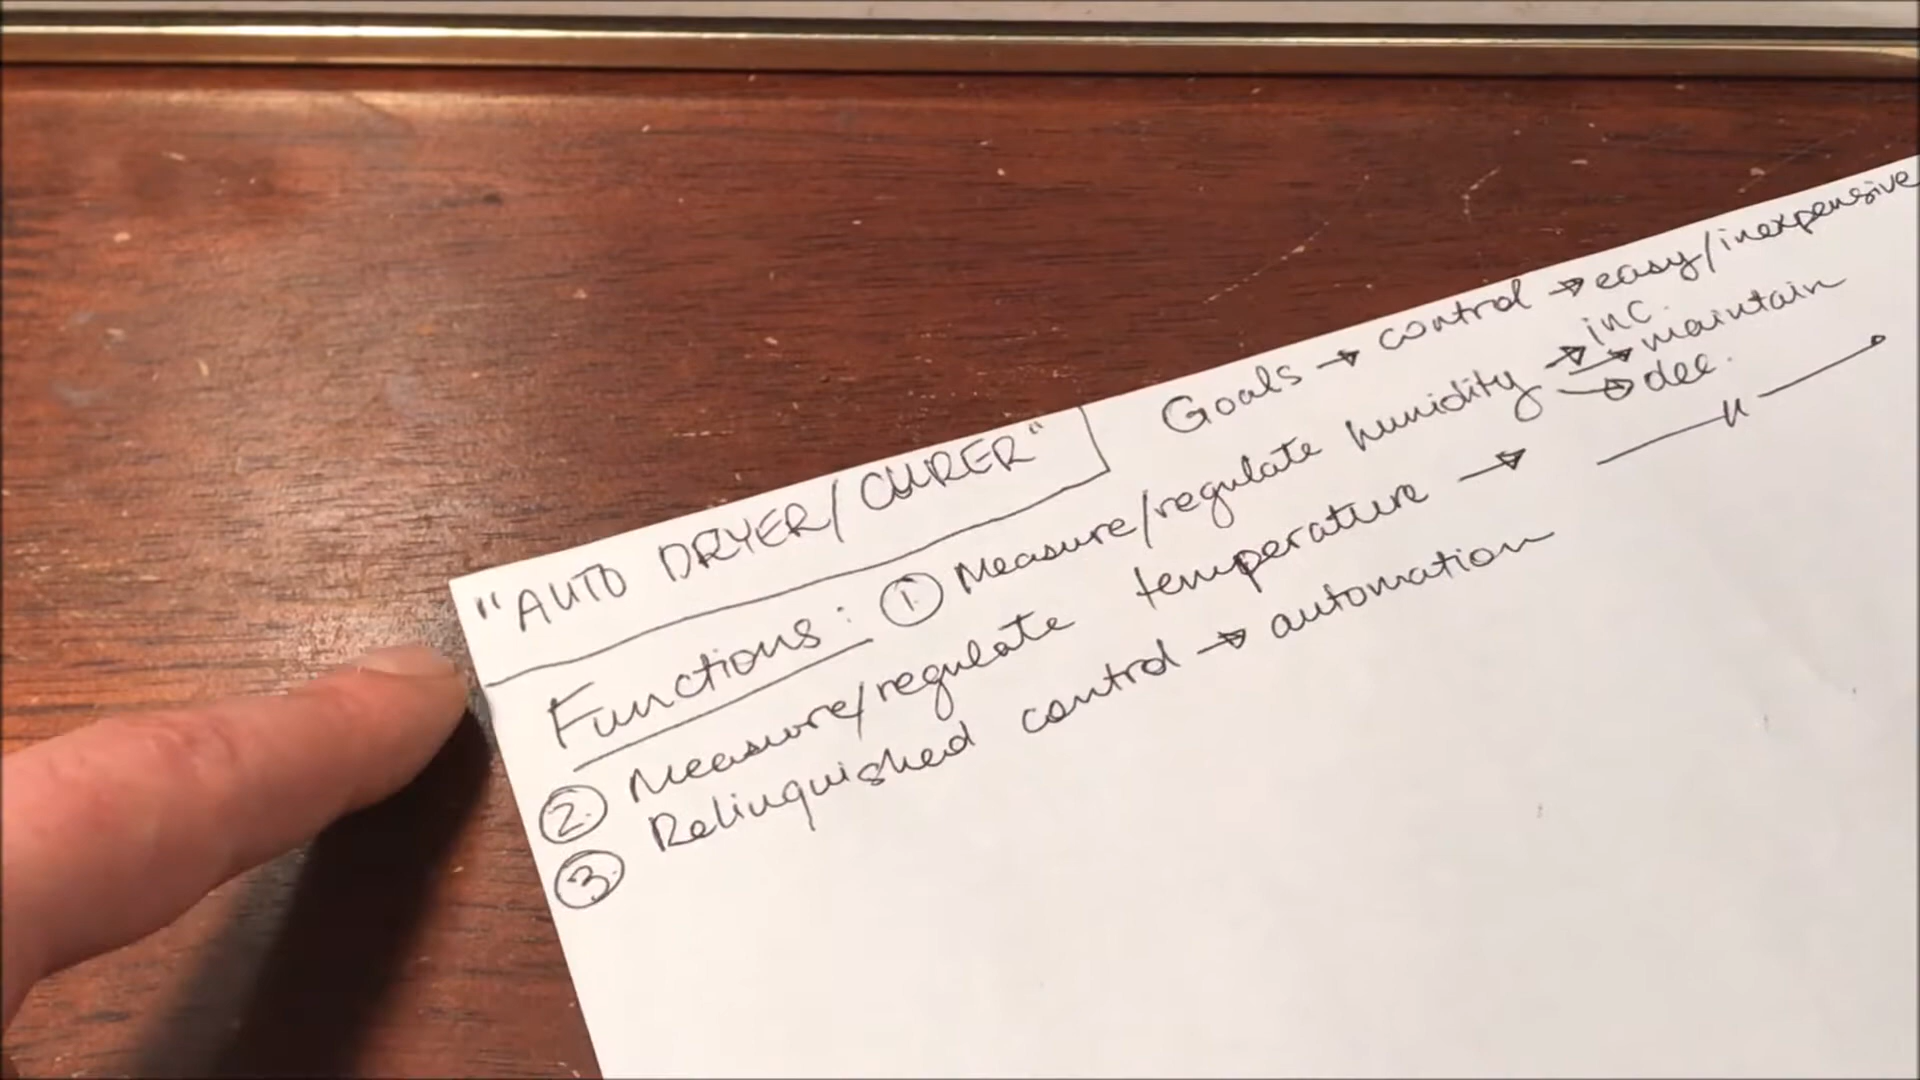 "AUTO DRYER/CURER"
Goals → control → easy/inexpensive
Functions: ① Measure/regulate humidity → inc.
→ maintain
→ dec.
② Measure/regulate temperature → —— 〃 ——
③ Relinquished control → automation